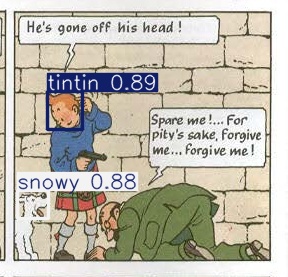 He's gone off his head!
tintin 0.89
Spare me!... For
pity's sake, forgive
me... forgive me!
snowy 0.88